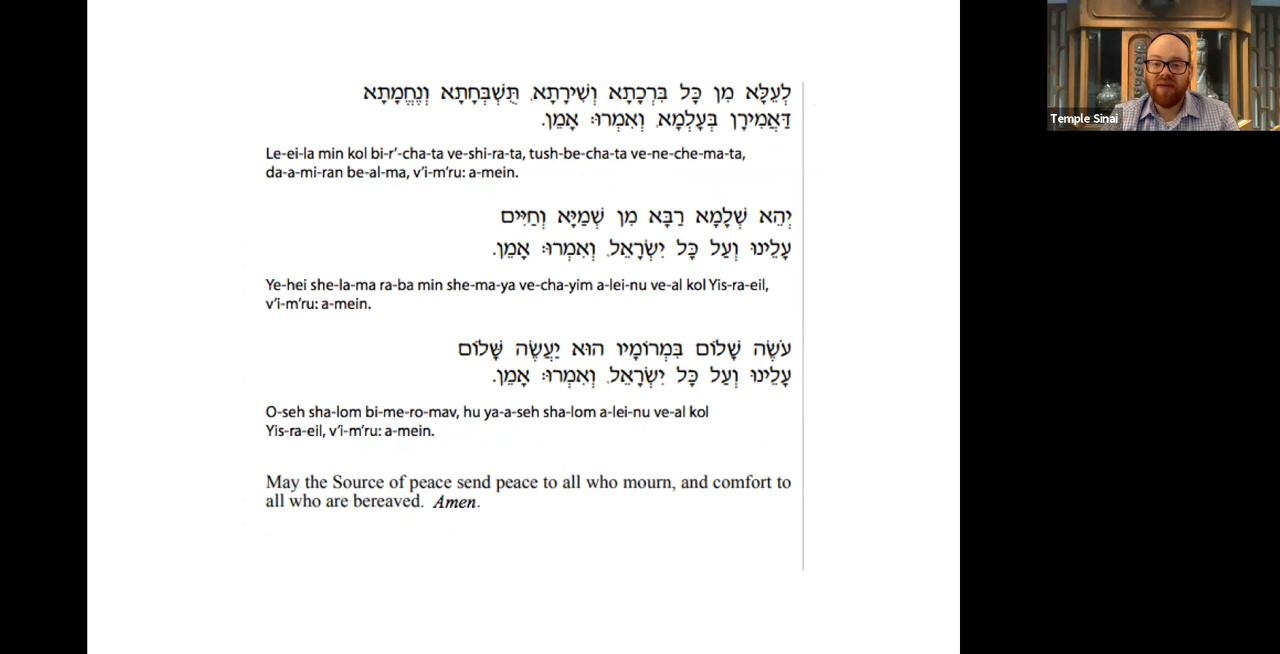 לְעֵלָּא מִן כָּל בִּרְכָתָא וְשִׁירָתָא, תֻּשְׁבְּחָתָא וְנֶחֱמָתָא
דַּאֲמִירָן בְּעָלְמָא, וְאִמְרוּ: אָמֵן.
Le-ei-la min kol bi-r'-cha-ta ve-shi-ra-ta, tush-be-cha-ta ve-ne-che-ma-ta,
da-a-mi-ran be-al-ma, v'i-m'ru: a-mein.
יְהֵא שְׁלָמָא רַבָּא מִן שְׁמַיָּא וְחַיִּים
עָלֵינוּ וְעַל כָּל יִשְׂרָאֵל, וְאִמְרוּ: אָמֵן.
Ye-hei she-la-ma ra-ba min she-ma-ya ve-cha-yim a-lei-nu ve-al kol Yis-ra-eil,
v'i-m'ru: a-mein.
עֹשֶׂה שָׁלוֹם בִּמְרוֹמָיו הוּא יַעֲשֶׂה שָׁלוֹם
עָלֵינוּ וְעַל כָּל יִשְׂרָאֵל, וְאִמְרוּ: אָמֵן.
O-seh sha-lom bi-me-ro-mav, hu ya-a-seh sha-lom a-lei-nu ve-al kol
Yis-ra-eil, v'i-m'ru: a-mein.
May the Source of peace send peace to all who mourn, and comfort to
all who are bereaved. Amen.
Temple Sinai